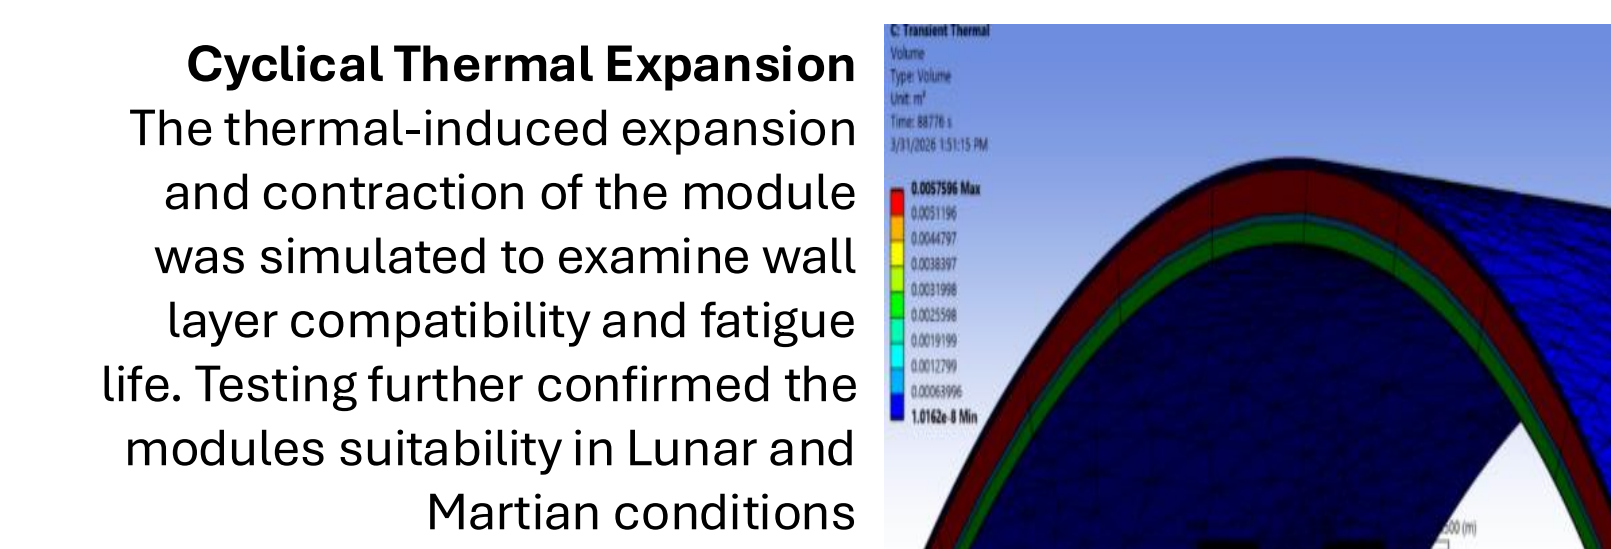 Cyclical Thermal Expansion
The thermal-induced expansion
and contraction of the module
was simulated to examine wall
layer compatibility and fatigue
life. Testing further confirmed the
modules suitability in Lunar and
Martian conditions
C: Transient Thermal
Volume
Type: Volume
Unit: m³
Time: 88776 s
3/31/2026 1:51:15 PM
0.0057596 Max
0.0051196
0.0044797
0.0038397
0.0031998
0.0025598
0.0019199
0.0012799
0.00063996
1.0162e-8 Min
(m)